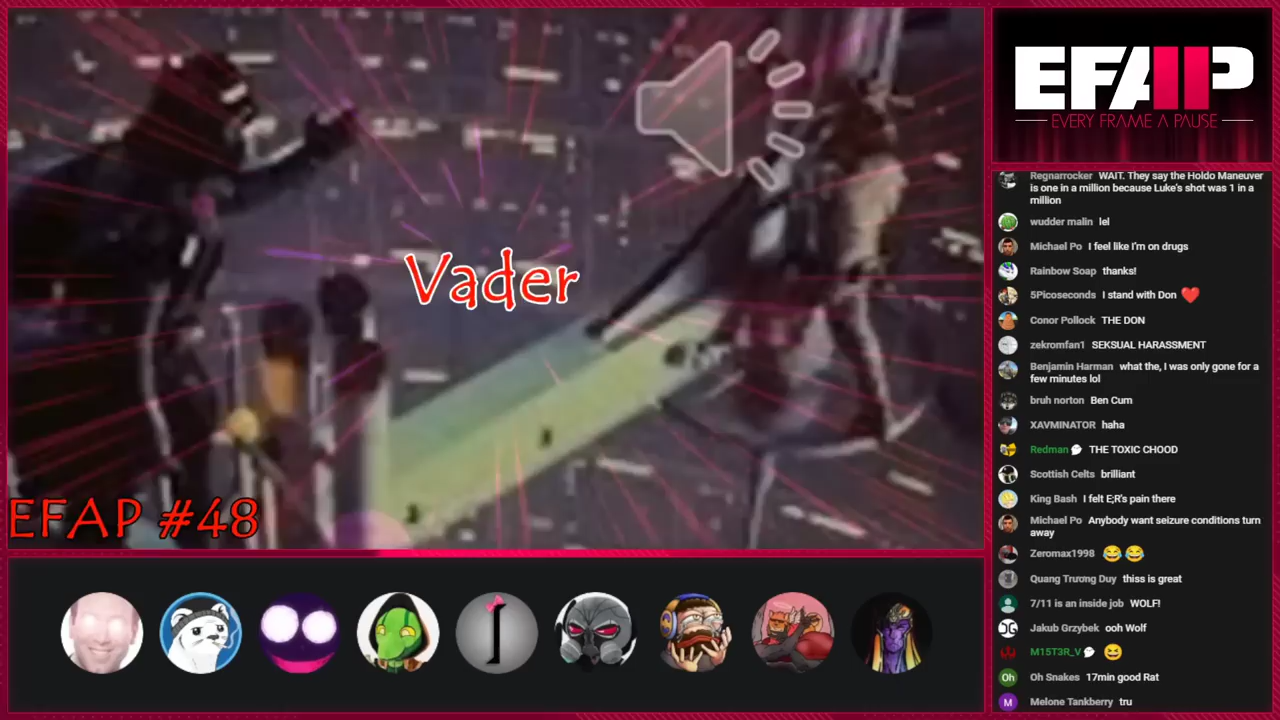 Vader
EFAP #48
EFAP
EVERY FRAME A PAUSE
Regnarrocker WAIT. They say the Holdo Maneuver
is one in a million because Luke's shot was 1 in a
million
wudder malin lel
Michael Po I feel like I'm on drugs
Rainbow Soap thanks!
5Picoseconds I stand with Don ❤️
Conor Pollock THE DON
zekromfan1 SEKSUAL HARASSMENT
Benjamin Harman what the, I was only gone for a
few minutes lol
bruh norton Ben Cum
XAVMINATOR haha
Redman THE TOXIC CHOOD
Scottish Celts brilliant
King Bash I felt E;R's pain there
Michael Po Anybody want seizure conditions turn
away
Zeromax1998 😂😂
Quang Trương Duy thiss is great
7/11 is an inside job WOLF!
Jakub Grzybek ooh Wolf
M15T3R_V 😆
Oh Oh Snakes 17min good Rat
M Melone Tankberry tru